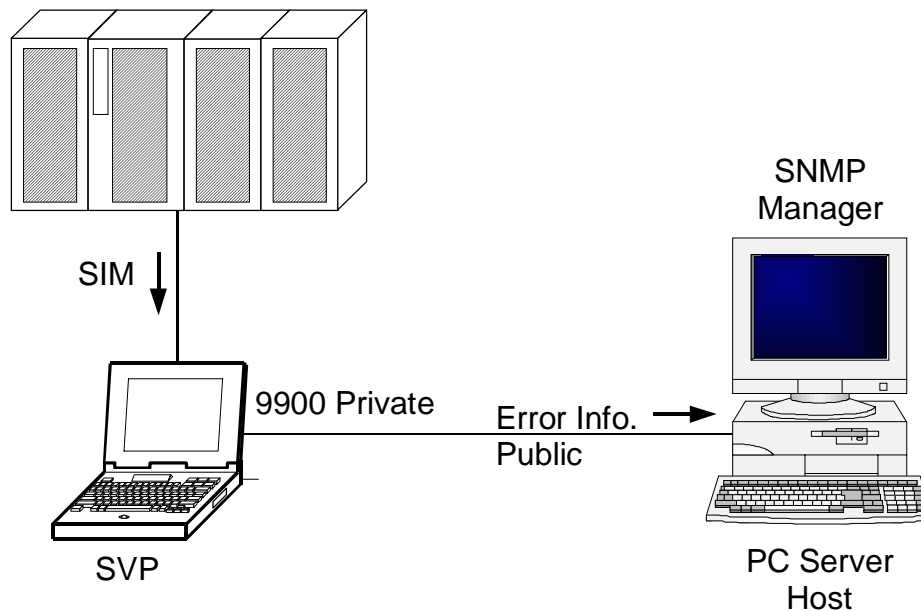 SNMP
Manager
SIM
9900 Private
Error Info.
Public
SVP
PC Server
Host